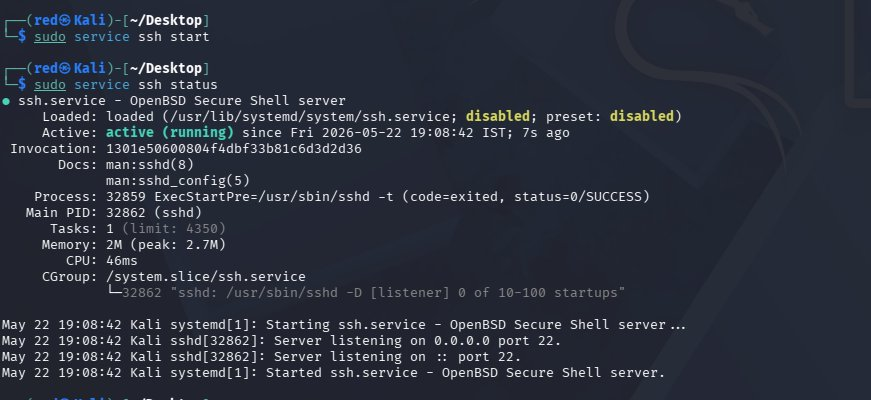 ┌──(red㉿Kali)-[~/Desktop]
└─$ sudo service ssh start
┌──(red㉿Kali)-[~/Desktop]
└─$ sudo service ssh status
● ssh.service - OpenBSD Secure Shell server
Loaded: loaded (/usr/lib/systemd/system/ssh.service; disabled; preset: disabled)
Active: active (running) since Fri 2026-05-22 19:08:42 IST; 7s ago
Invocation: 1301e50600804f4dbf33b81c6d3d2d36
Docs: man:sshd(8)
man:sshd_config(5)
Process: 32859 ExecStartPre=/usr/sbin/sshd -t (code=exited, status=0/SUCCESS)
Main PID: 32862 (sshd)
Tasks: 1 (limit: 4350)
Memory: 2M (peak: 2.7M)
CPU: 46ms
CGroup: /system.slice/ssh.service
└─32862 "sshd: /usr/sbin/sshd -D [listener] 0 of 10-100 startups"
May 22 19:08:42 Kali systemd[1]: Starting ssh.service - OpenBSD Secure Shell server...
May 22 19:08:42 Kali sshd[32862]: Server listening on 0.0.0.0 port 22.
May 22 19:08:42 Kali sshd[32862]: Server listening on :: port 22.
May 22 19:08:42 Kali systemd[1]: Started ssh.service - OpenBSD Secure Shell server.